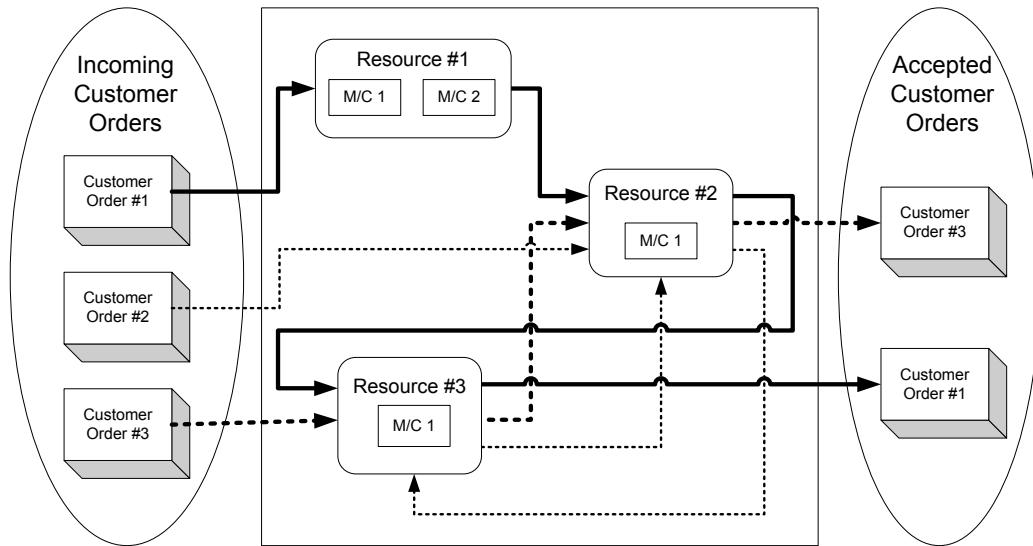 Incoming
Customer
Orders
Customer
Order #1
Customer
Order #2
Customer
Order #3
Resource #1
M/C 1
M/C 2
Resource #2
M/C 1
Resource #3
M/C 1
Accepted
Customer
Orders
Customer
Order #3
Customer
Order #1